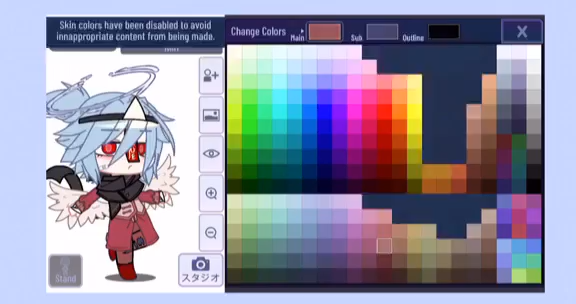 Skin colors have been disabled to avoid
innappropriate content from being made.
Change Colors
Main
Sub
Outline
X
Stand
スタジオ